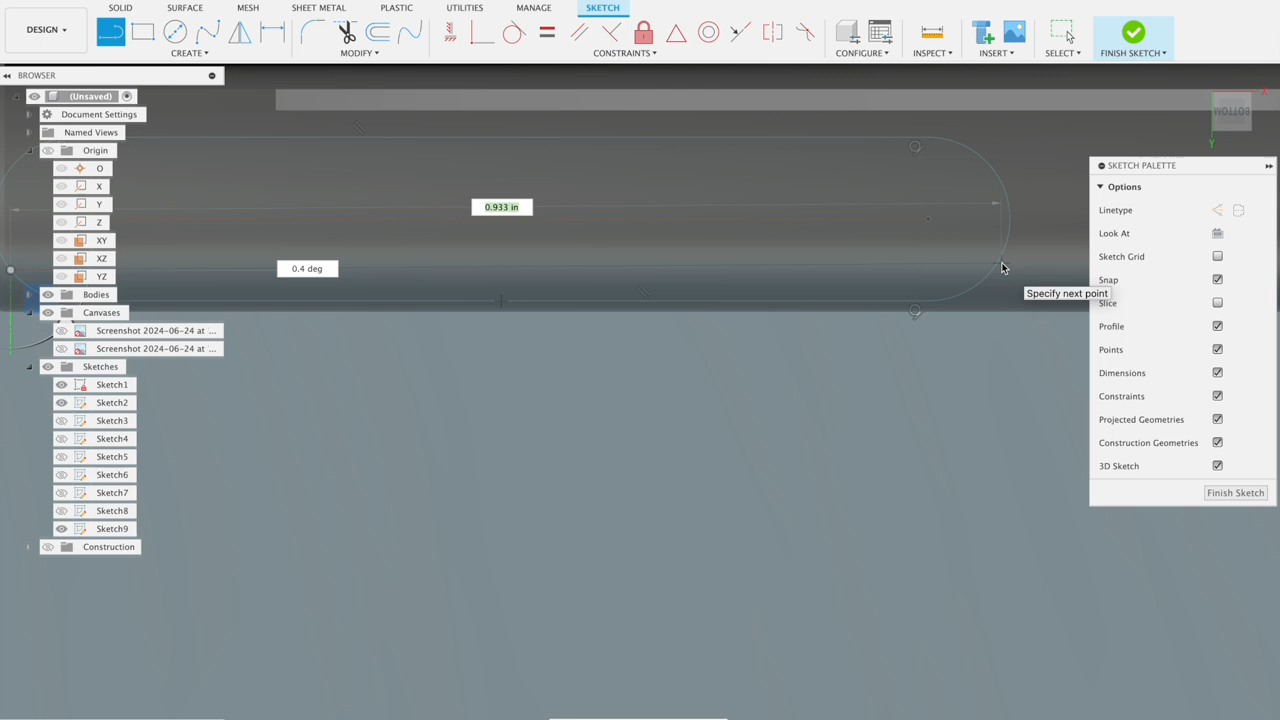 SOLID SURFACE MESH SHEET METAL PLASTIC UTILITIES MANAGE SKETCH
DESIGN
CREATE MODIFY CONSTRAINTS CONFIGURE INSPECT INSERT SELECT FINISH SKETCH
BROWSER
(Unsaved)
Document Settings
Named Views
Origin
O
X
Y
Z
XY
XZ
YZ
Bodies
Canvases
Screenshot 2024-06-24 at ...
Screenshot 2024-06-24 at ...
Sketches
Sketch1
Sketch2
Sketch3
Sketch4
Sketch5
Sketch6
Sketch7
Sketch8
Sketch9
Construction
0.933 in
0.4 deg
Specify next point
X
BOTTOM
Y
SKETCH PALETTE
Options
Linetype
Look At
Sketch Grid
Snap
Slice
Profile
Points
Dimensions
Constraints
Projected Geometries
Construction Geometries
3D Sketch
Finish Sketch